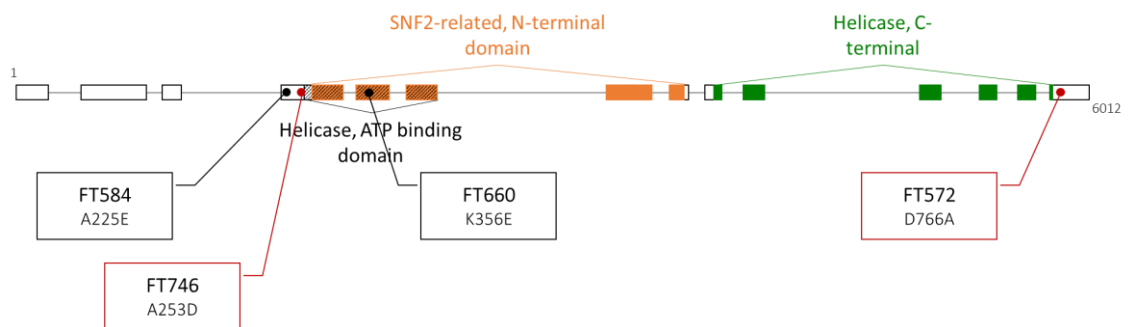 SNF2-related, N-terminal
domain
Helicase, C-
terminal
1
6012
Helicase, ATP binding
domain
FT584
A225E
FT660
K356E
FT572
D766A
FT746
A253D